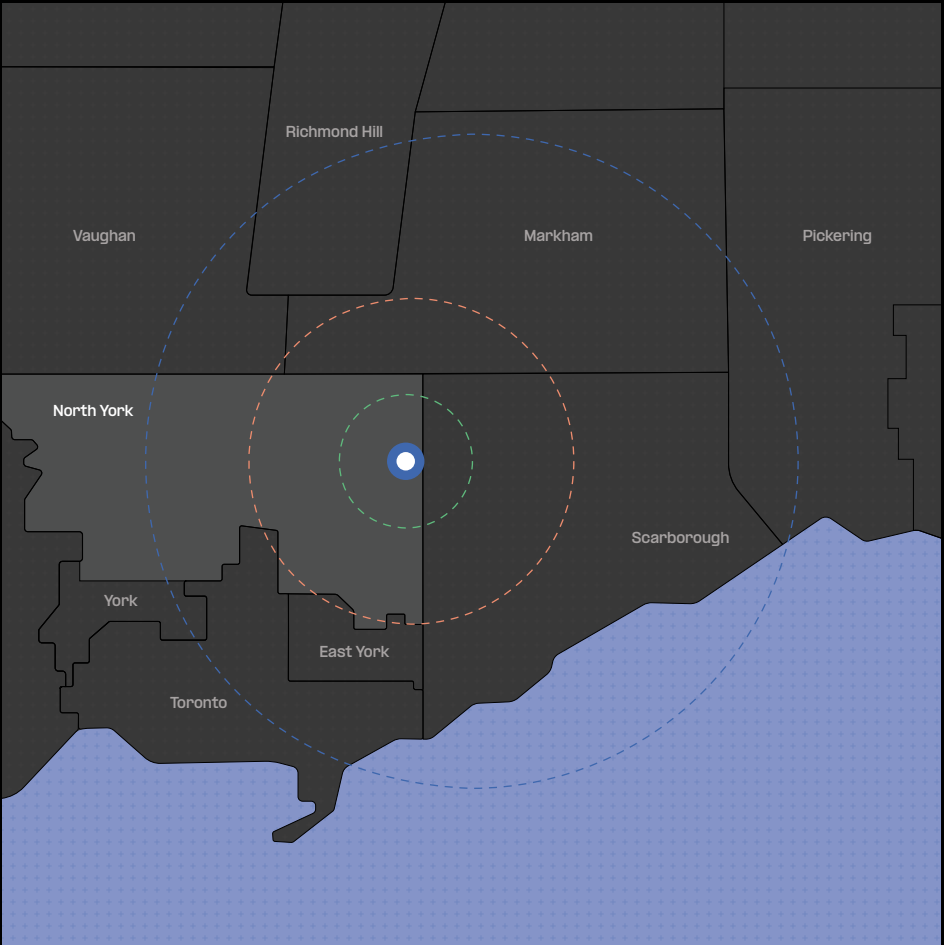 Richmond Hill
Vaughan
Markham
Pickering
North York
Scarborough
York
East York
Toronto